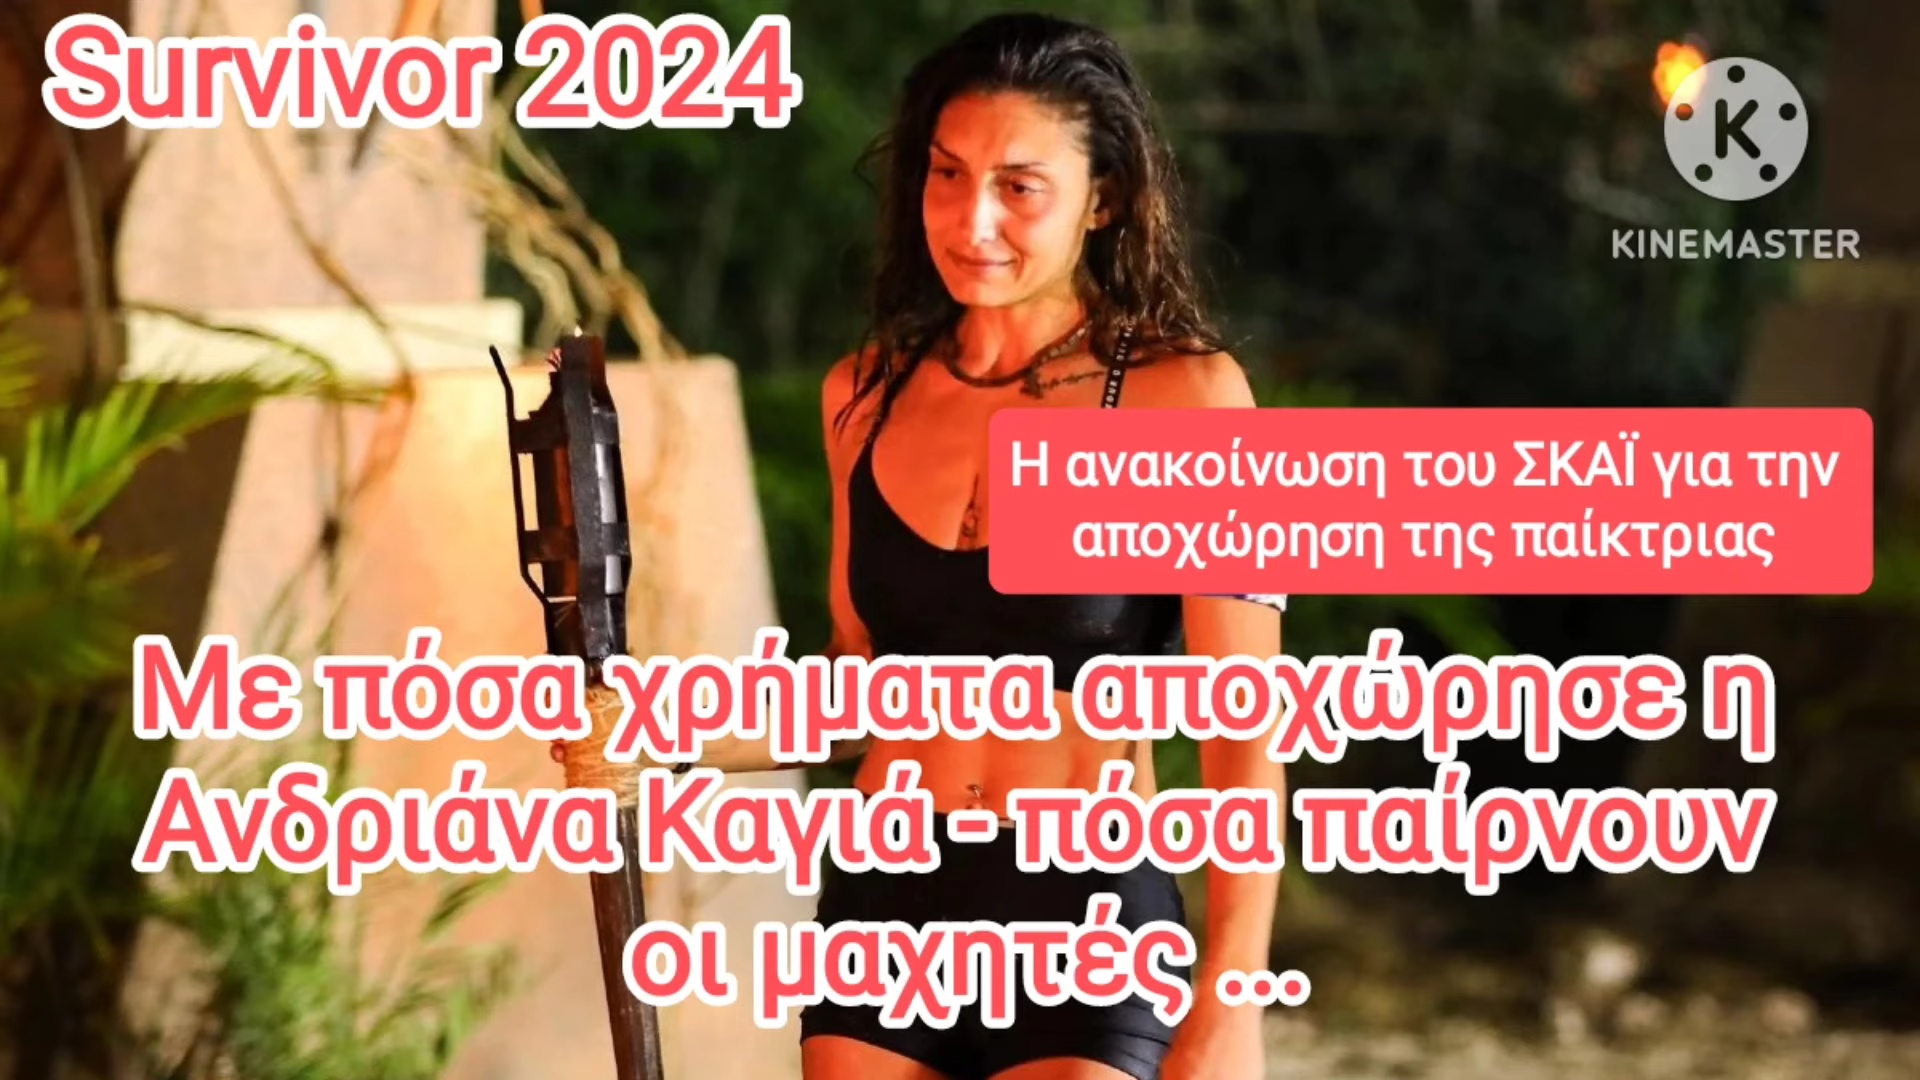 Survivor 2024
K
KINEMASTER
Η ανακοίνωση του ΣΚΑΪ για την
αποχώρηση της παίκτριας
Με πόσα χρήματα αποχώρησε η
Ανδριάνα Καγιά - πόσα παίρνουν
οι μαχητές ...